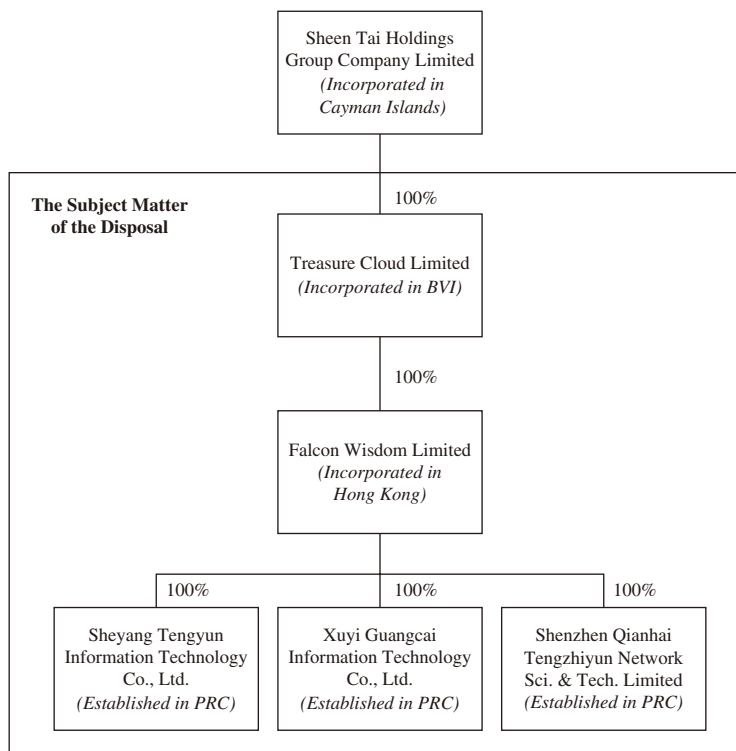 Sheen Tai Holdings
Group Company Limited
(Incorporated in
Cayman Islands)
The Subject Matter
of the Disposal
100%
Treasure Cloud Limited
(Incorporated in BVI)
100%
Falcon Wisdom Limited
(Incorporated in
Hong Kong)
100%
100%
100%
Sheyang Tengyun
Information Technology
Co., Ltd.
(Established in PRC)
Xuyi Guangcai
Information Technology
Co., Ltd.
(Established in PRC)
Shenzhen Qianhai
Tengzhiyun Network
Sci. & Tech. Limited
(Established in PRC)